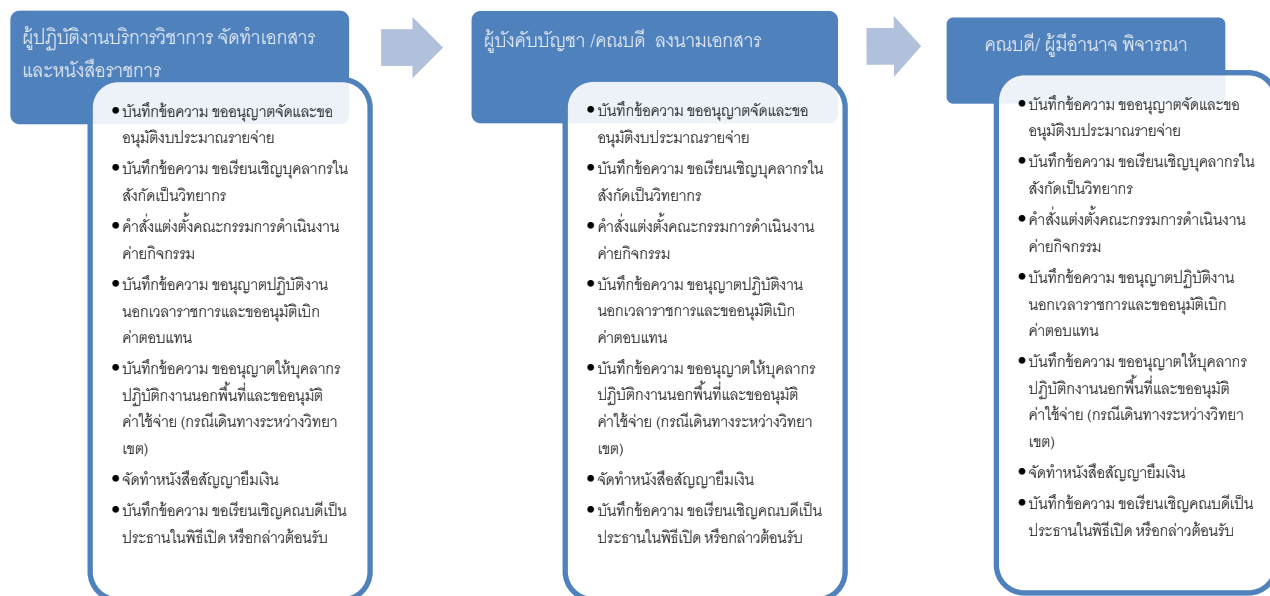 ผู้ปฏิบัติงานบริการวิชาการ จัดทำเอกสาร
และหนังสือราชการ
• บันทึกข้อความ ขออนุญาตจัดและขอ
อนุมัติงบประมาณรายจ่าย
• บันทึกข้อความ ขอเรียนเชิญบุคลากรใน
สังกัดเป็นวิทยากร
• คำสั่งแต่งตั้งคณะกรรมการดำเนินงาน
ค่ายกิจกรรม
• บันทึกข้อความ ขอนุญาตปฏิบัติงาน
นอกเวลาราชการและขออนุมัติเบิก
ค่าตอบแทน
• บันทึกข้อความ ขออนุญาตให้บุคลากร
ปฏิบัติกงานนอกพื้นที่และขออนุมัติ
ค่าใช้จ่าย (กรณีเดินทางระหว่างวิทยา
เขต)
• จัดทำหนังสือสัญญายืมเงิน
• บันทึกข้อความ ขอเรียนเชิญคณบดีเป็น
ประธานในพิธีเปิด หรือกล่าวต้อนรับ
ผู้บังคับบัญชา /คณบดี ลงนามเอกสาร
• บันทึกข้อความ ขออนุญาตจัดและขอ
อนุมัติงบประมาณรายจ่าย
• บันทึกข้อความ ขอเรียนเชิญบุคลากรใน
สังกัดเป็นวิทยากร
• คำสั่งแต่งตั้งคณะกรรมการดำเนินงาน
ค่ายกิจกรรม
• บันทึกข้อความ ขอนุญาตปฏิบัติงาน
นอกเวลาราชการและขออนุมัติเบิก
ค่าตอบแทน
• บันทึกข้อความ ขออนุญาตให้บุคลากร
ปฏิบัติกงานนอกพื้นที่และขออนุมัติ
ค่าใช้จ่าย (กรณีเดินทางระหว่างวิทยา
เขต)
• จัดทำหนังสือสัญญายืมเงิน
• บันทึกข้อความ ขอเรียนเชิญคณบดีเป็น
ประธานในพิธีเปิด หรือกล่าวต้อนรับ
คณบดี/ ผู้มีอำนาจ พิจารณา
• บันทึกข้อความ ขออนุญาตจัดและขอ
อนุมัติงบประมาณรายจ่าย
• บันทึกข้อความ ขอเรียนเชิญบุคลากรใน
สังกัดเป็นวิทยากร
• คำสั่งแต่งตั้งคณะกรรมการดำเนินงาน
ค่ายกิจกรรม
• บันทึกข้อความ ขอนุญาตปฏิบัติงาน
นอกเวลาราชการและขออนุมัติเบิก
ค่าตอบแทน
• บันทึกข้อความ ขออนุญาตให้บุคลากร
ปฏิบัติกงานนอกพื้นที่และขออนุมัติ
ค่าใช้จ่าย (กรณีเดินทางระหว่างวิทยา
เขต)
• จัดทำหนังสือสัญญายืมเงิน
• บันทึกข้อความ ขอเรียนเชิญคณบดีเป็น
ประธานในพิธีเปิด หรือกล่าวต้อนรับ